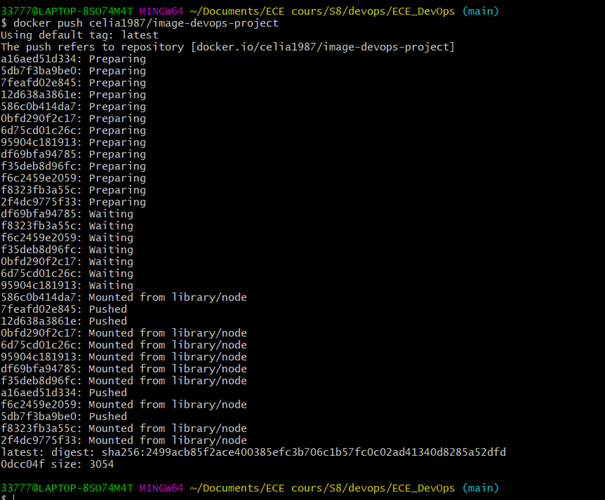 33777@LAPTOP-8SO74M4T MINGW64 ~/Documents/ECE cours/S8/devops/ECE_DevOps (main)
$ docker push celia1987/image-devops-project
Using default tag: latest
The push refers to repository [docker.io/celia1987/image-devops-project]
a16aed51d334: Preparing
5db7f3ba9be0: Preparing
7feafd02e845: Preparing
12d638a3861e: Preparing
586c0b414da7: Preparing
0bfd290f2c17: Preparing
6d75cd01c26c: Preparing
95904c181913: Preparing
df69bfa94785: Preparing
f35deb8d96fc: Preparing
f6c2459e2059: Preparing
f8323fb3a55c: Preparing
2f4dc9775f33: Preparing
df69bfa94785: Waiting
f8323fb3a55c: Waiting
f6c2459e2059: Waiting
f35deb8d96fc: Waiting
0bfd290f2c17: Waiting
6d75cd01c26c: Waiting
95904c181913: Waiting
586c0b414da7: Mounted from library/node
7feafd02e845: Pushed
12d638a3861e: Pushed
0bfd290f2c17: Mounted from library/node
6d75cd01c26c: Mounted from library/node
95904c181913: Mounted from library/node
df69bfa94785: Mounted from library/node
f35deb8d96fc: Mounted from library/node
a16aed51d334: Pushed
f6c2459e2059: Mounted from library/node
5db7f3ba9be0: Pushed
f8323fb3a55c: Mounted from library/node
2f4dc9775f33: Mounted from library/node
latest: digest: sha256:2499acb85f2ace400385efc3b706c1b57fc0c02ad41340d8285a52dfd
0dcc04f size: 3054
33777@LAPTOP-8SO74M4T MINGW64 ~/Documents/ECE cours/S8/devops/ECE_DevOps (main)
$